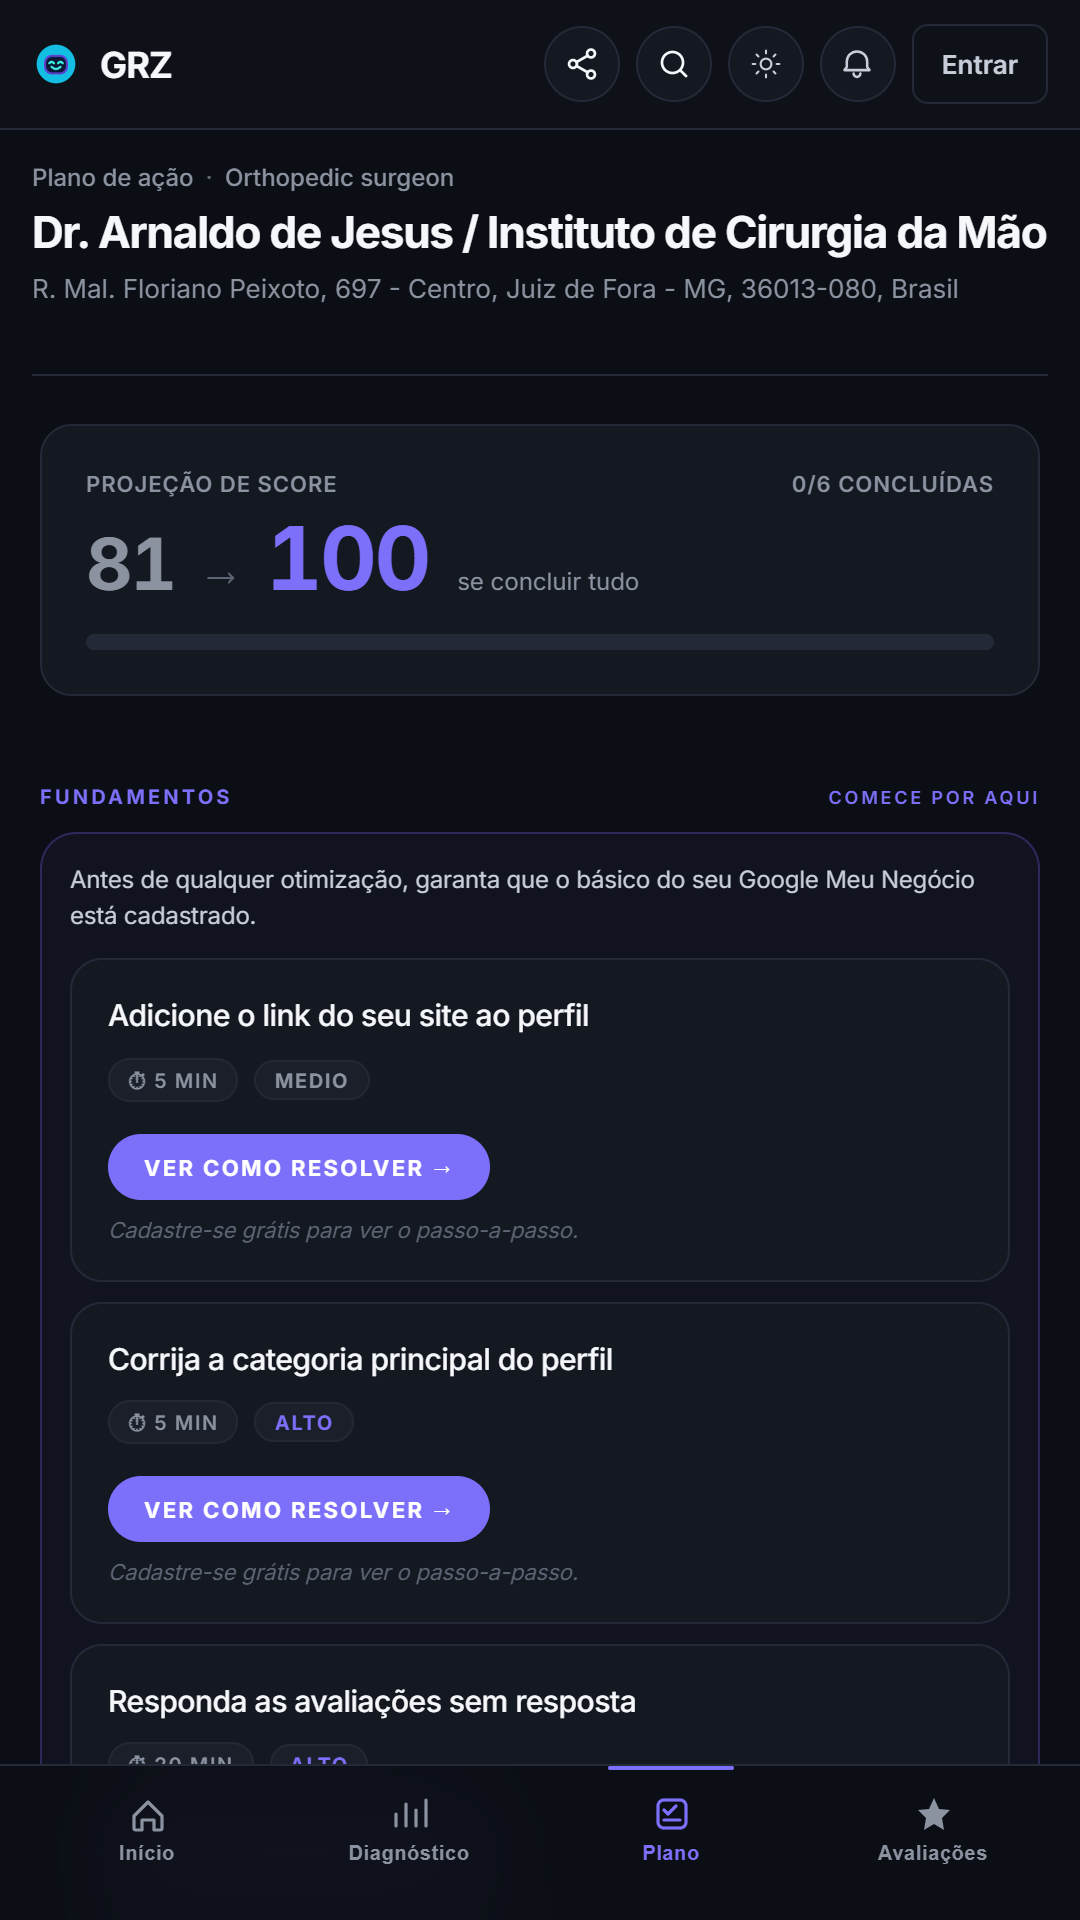 GRZ
Entrar
Plano de ação · Orthopedic surgeon
Dr. Arnaldo de Jesus / Instituto de Cirurgia da Mão
R. Mal. Floriano Peixoto, 697 - Centro, Juiz de Fora - MG, 36013-080, Brasil
PROJEÇÃO DE SCORE
0/6 CONCLUÍDAS
81 → 100 se concluir tudo
FUNDAMENTOS
COMECE POR AQUI
Antes de qualquer otimização, garanta que o básico do seu Google Meu Negócio
está cadastrado.
Adicione o link do seu site ao perfil
⏱ 5 MIN
MEDIO
VER COMO RESOLVER →
Cadastre-se grátis para ver o passo-a-passo.
Corrija a categoria principal do perfil
⏱ 5 MIN
ALTO
VER COMO RESOLVER →
Cadastre-se grátis para ver o passo-a-passo.
Responda as avaliações sem resposta
⏱ 20 MIN
ALTO
Início
Diagnóstico
Plano
Avaliações